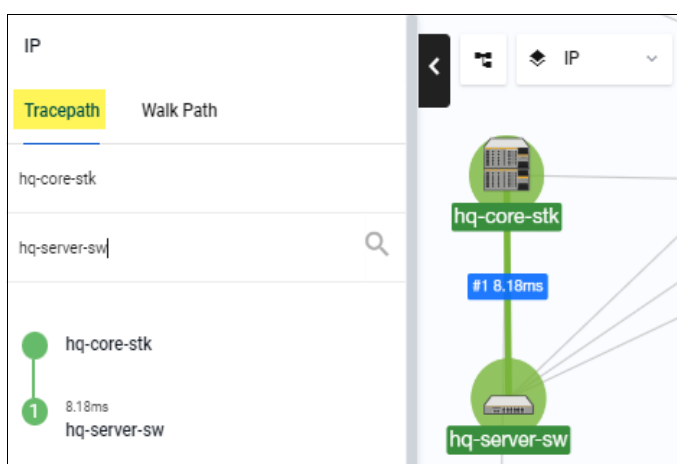 IP
Tracepath Walk Path
hq-core-stk
hq-server-sw
hq-core-stk
1 8.18ms
hq-server-sw
IP
hq-core-stk
#1 8.18ms
hq-server-sw